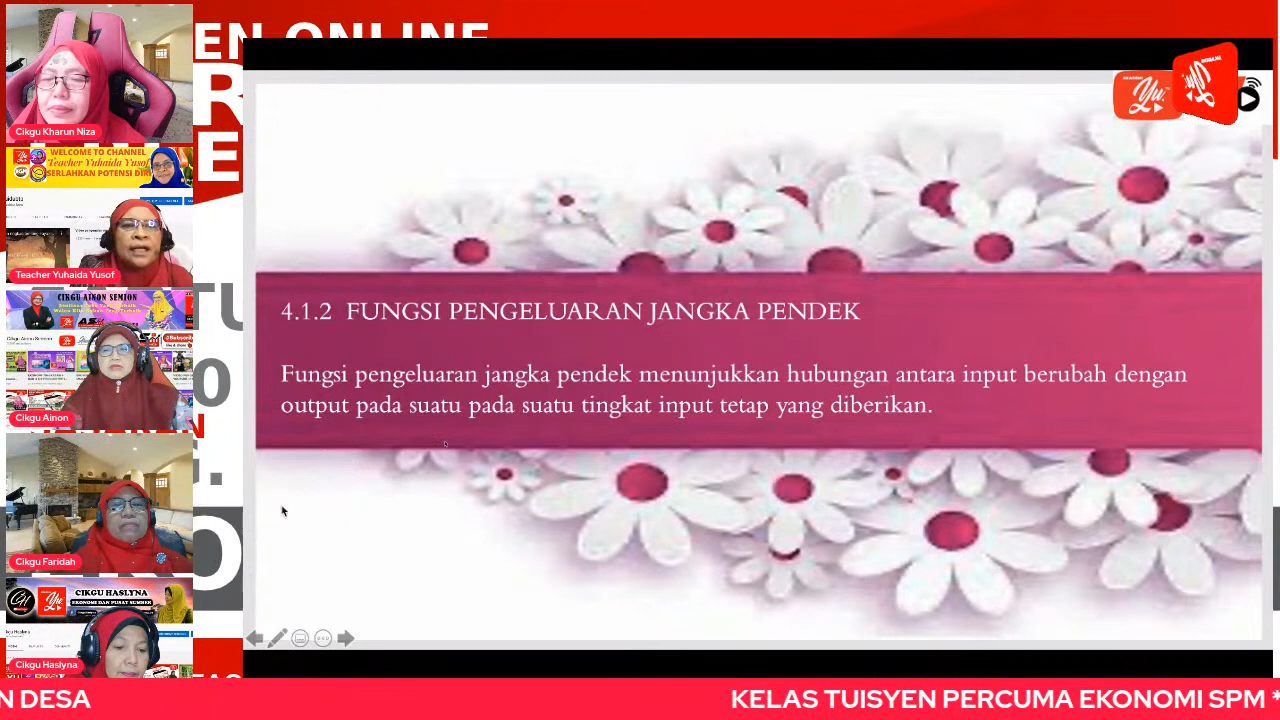 EN ONLINE
Cikgu Kharun Niza
WELCOME TO CHANNEL
Teacher Yuhaida Yusof
SERLAHKAN POTENSI DIRI
Teacher Yuhaida Yusof
CIKGU AINON SEMION
Cikgu Ainon Semion
Cikgu Ainon
Cikgu Faridah
CIKGU HASLYNA
EKONOMI DAN PUSAT SUMBER
Cikgu Haslyna
4.1.2 FUNGSI PENGELUARAN JANGKA PENDEK
Fungsi pengeluaran jangka pendek menunjukkan hubungan antara input berubah dengan
output pada suatu pada suatu tingkat input tetap yang diberikan.
N DESA
KELAS TUISYEN PERCUMA EKONOMI SPM *